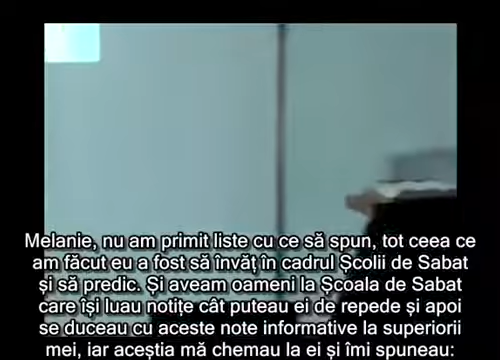 Melanie, nu am primit liste cu ce să spun, tot ceea ce
am făcut eu a fost să învăț în cadrul Școlii de Sabat
și să predic. Și aveam oameni la Școala de Sabat
care își luau notițe cât puteau ei de repede și apoi
se duceau cu aceste note informative la superiorii
mei, iar aceștia mă chemau la ei și îmi spuneau: